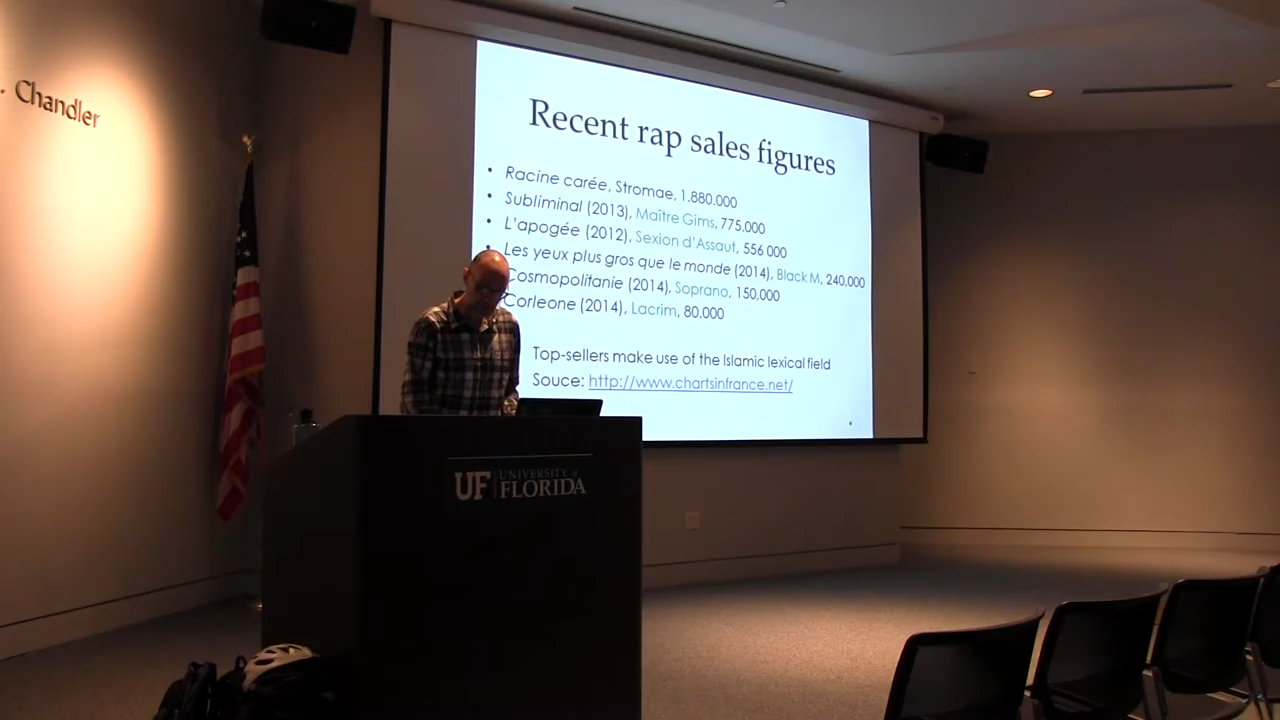 . Chandler
Recent rap sales figures
• Racine carée, Stromae, 1.880.000
• Subliminal (2013), Maître Gims, 775.000
• L'apogée (2012), Sexion d'Assaut, 556 000
• Les yeux plus gros que le monde (2014), Black M, 240,000
Cosmopolitanie (2014), Soprano, 150,000
Corleone (2014), Lacrim, 80.000
Top-sellers make use of the Islamic lexical field
Souce: http://www.chartsinfrance.net/
UF UNIVERSITY of
FLORIDA